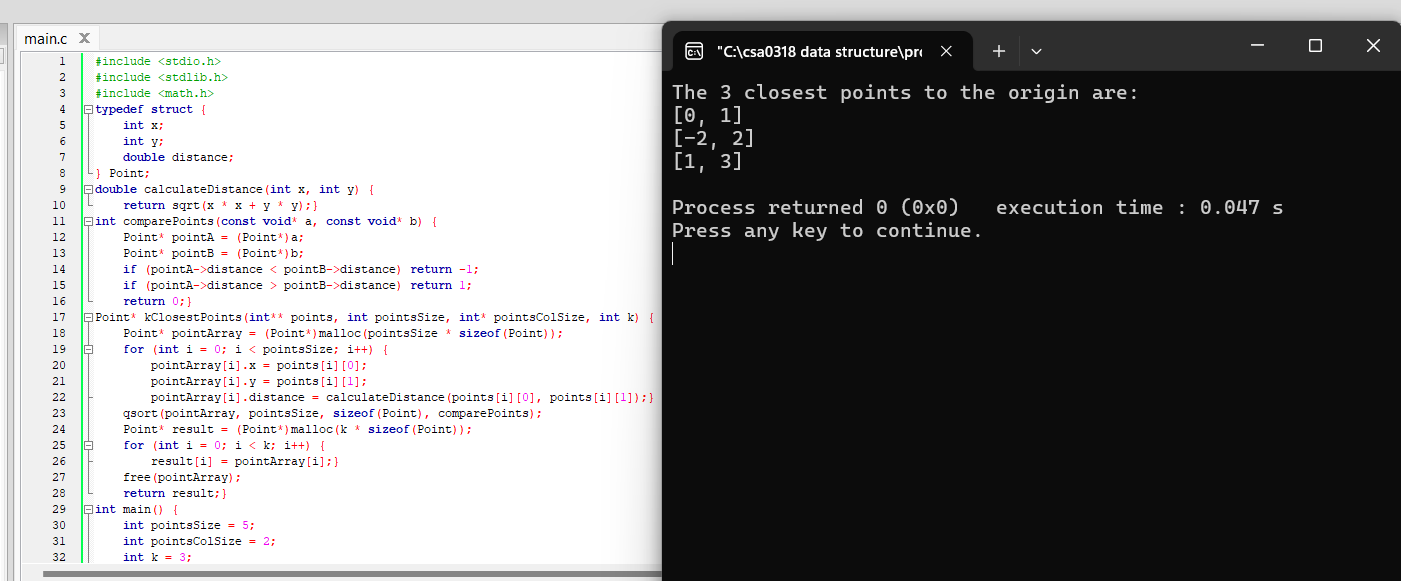 main.c
1 #include <stdio.h>
2 #include <stdlib.h>
3 #include <math.h>
4 typedef struct {
5 int x;
6 int y;
7 double distance;
8 } Point;
9 double calculateDistance(int x, int y) {
10 return sqrt(x * x + y * y);}
11 int comparePoints(const void* a, const void* b) {
12 Point* pointA = (Point*)a;
13 Point* pointB = (Point*)b;
14 if (pointA->distance < pointB->distance) return -1;
15 if (pointA->distance > pointB->distance) return 1;
16 return 0;}
17 Point* kClosestPoints(int** points, int pointsSize, int* pointsColSize, int k) {
18 Point* pointArray = (Point*)malloc(pointsSize * sizeof(Point));
19 for (int i = 0; i < pointsSize; i++) {
20 pointArray[i].x = points[i][0];
21 pointArray[i].y = points[i][1];
22 pointArray[i].distance = calculateDistance(points[i][0], points[i][1]);}
23 qsort(pointArray, pointsSize, sizeof(Point), comparePoints);
24 Point* result = (Point*)malloc(k * sizeof(Point));
25 for (int i = 0; i < k; i++) {
26 result[i] = pointArray[i];}
27 free(pointArray);
28 return result;}
29 int main() {
30 int pointsSize = 5;
31 int pointsColSize = 2;
32 int k = 3;
"C:\csa0318 data structure\pr
The 3 closest points to the origin are:
[0, 1]
[-2, 2]
[1, 3]
Process returned 0 (0x0) execution time : 0.047 s
Press any key to continue.